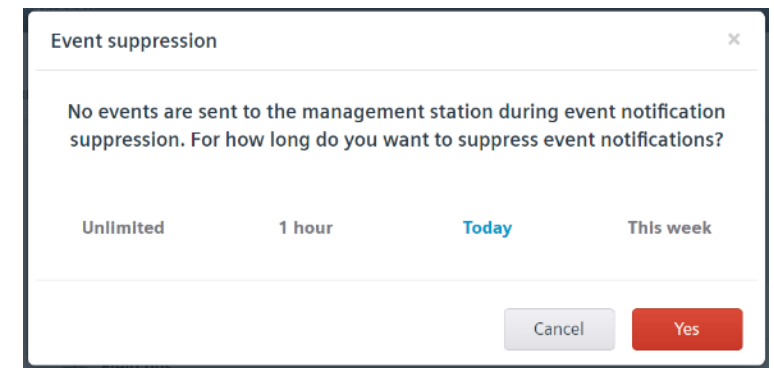 Event suppression
×
No events are sent to the management station during event notification
suppression. For how long do you want to suppress event notifications?
Unlimited 1 hour Today This week
Cancel Yes